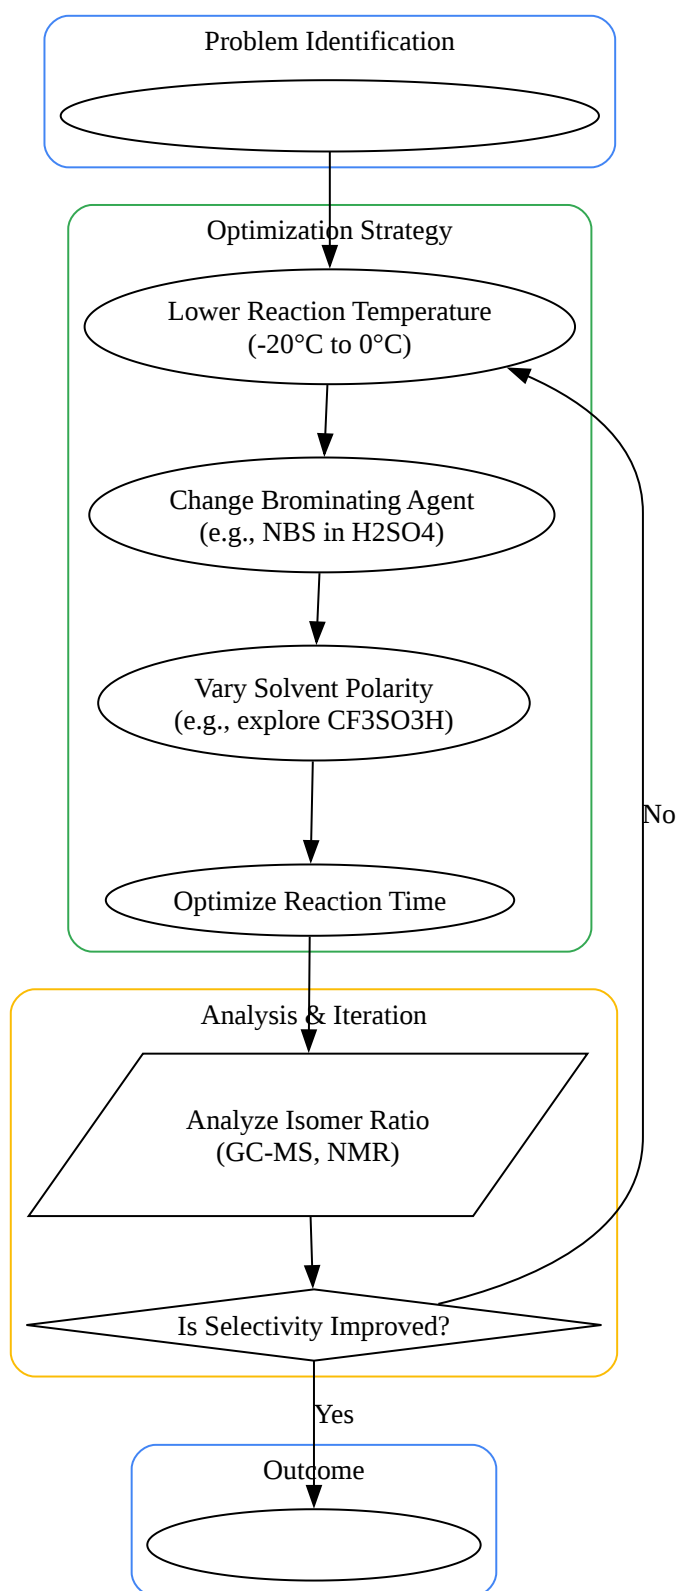 Problem Identification
Optimization Strategy
Lower Reaction Temperature
(-20°C to 0°C)
Change Brominating Agent
(e.g., NBS in H2SO4)
Vary Solvent Polarity
(e.g., explore CF3SO3H)
No
Optimize Reaction Time
Analysis & Iteration
Analyze Isomer Ratio
(GC-MS, NMR)
Is Selectivity Improved?
Yes
Outcome